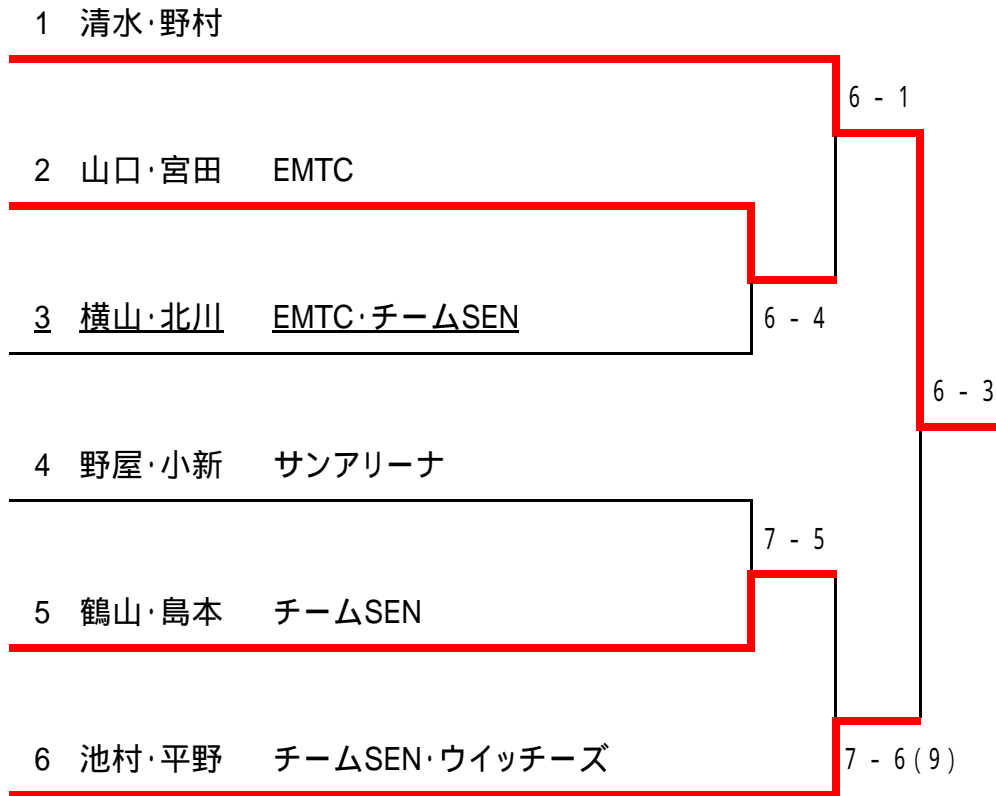 1 清水・野村
6 - 1
2 山口・宮田 EMTC
3 横山・北川 EMTC・チームSEN
6 - 4
6 - 3
4 野屋・小新 サンアリーナ
7 - 5
5 鶴山・島本 チームSEN
6 池村・平野 チームSEN・ウイッチーズ
7 - 6(9)